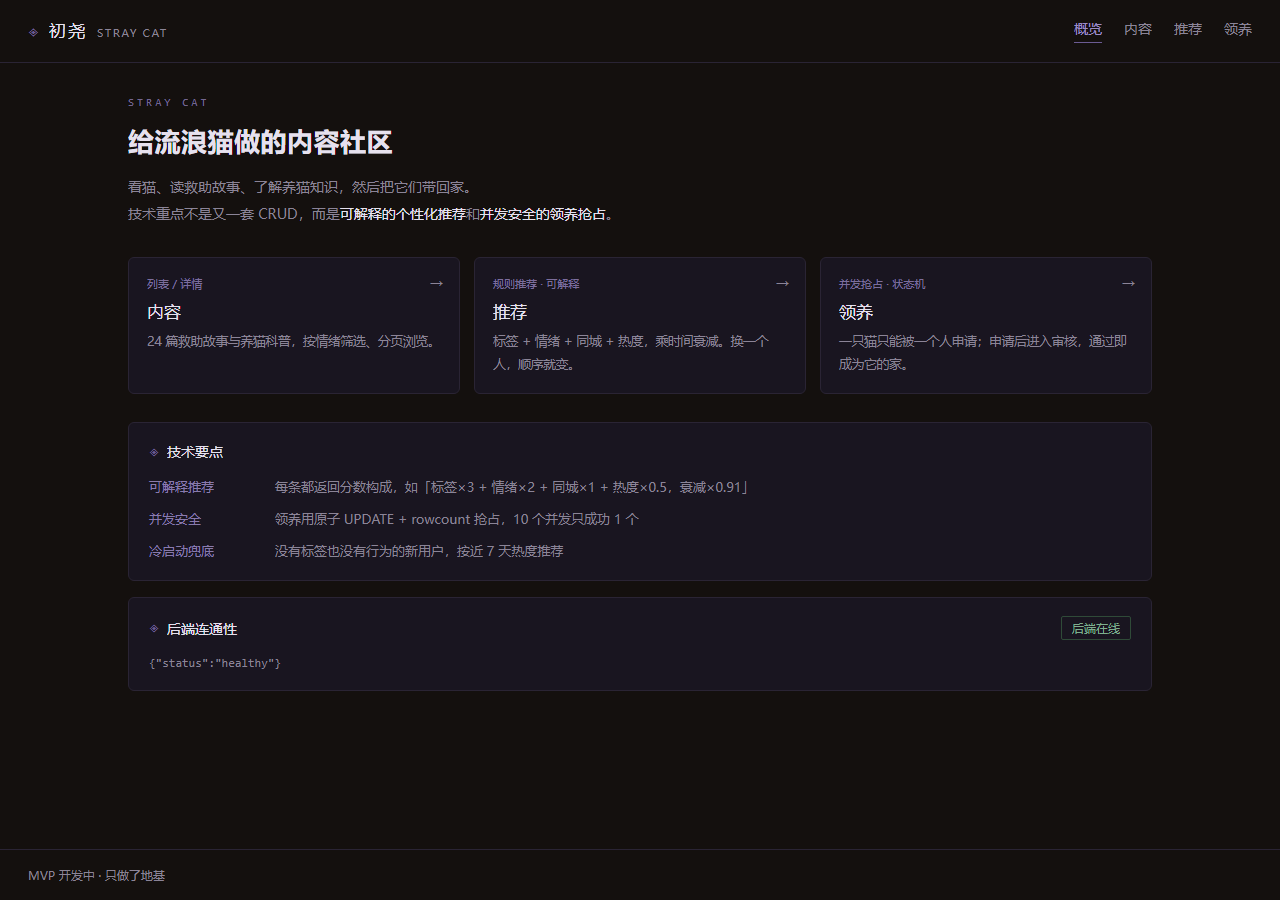 ◈ 初尧 STRAY CAT
概览 内容 推荐 领养
STRAY CAT
给流浪猫做的内容社区
看猫、读救助故事、了解养猫知识，然后把它们带回家。
技术重点不是又一套 CRUD，而是可解释的个性化推荐和并发安全的领养抢占。
列表 / 详情 →
内容
24 篇救助故事与养猫科普，按情绪筛选、分页浏览。
规则推荐 · 可解释 →
推荐
标签 + 情绪 + 同城 + 热度，乘时间衰减。换一个
人，顺序就变。
并发抢占 · 状态机 →
领养
一只猫只能被一个人申请；申请后进入审核，通过即
成为它的家。
◈ 技术要点
可解释推荐 每条都返回分数构成，如「标签×3 + 情绪×2 + 同城×1 + 热度×0.5，衰减×0.91」
并发安全 领养用原子 UPDATE + rowcount 抢占，10 个并发只成功 1 个
冷启动兜底 没有标签也没有行为的新用户，按近 7 天热度推荐
◈ 后端连通性 后端在线
{"status":"healthy"}
MVP 开发中 · 只做了地基